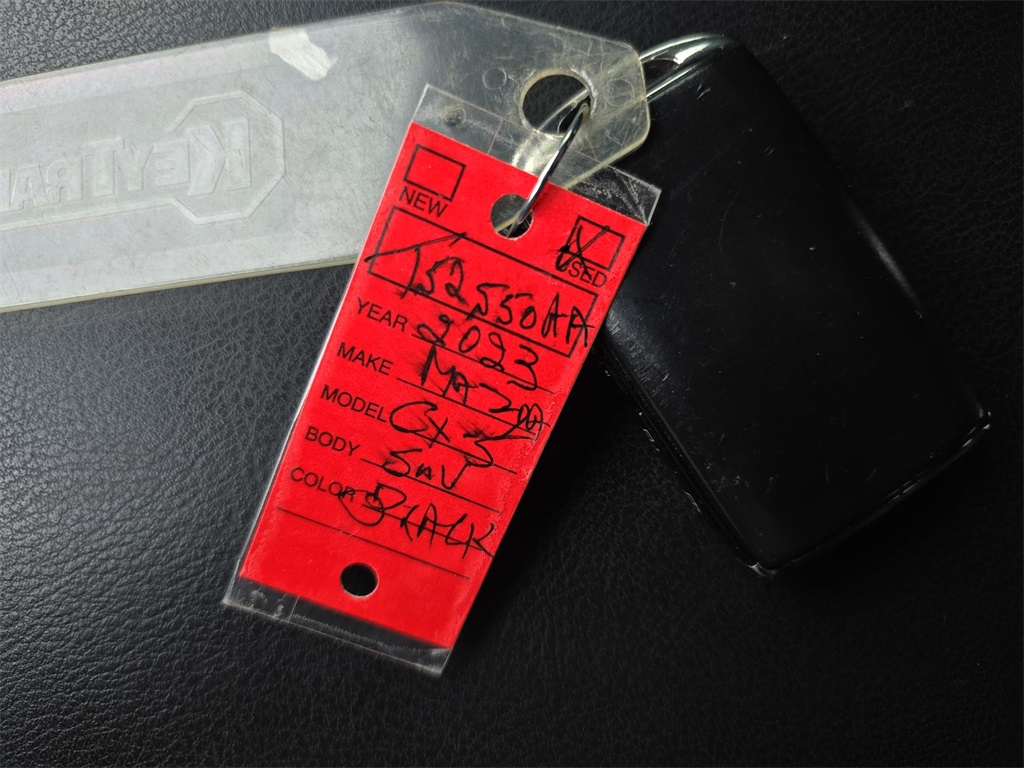 KEYTRAK
NEW
USED
T52550AA
YEAR 2023
MAKE MAZDA
MODEL CX-5
BODY SUV
COLOR BLACK